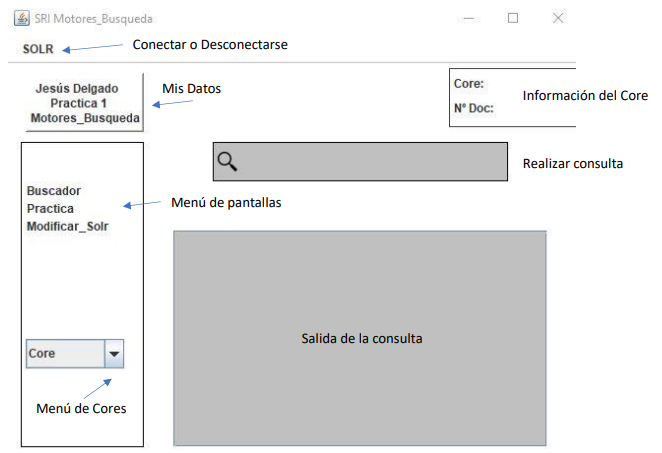 SRI Motores_Busqueda
SOLR
Conectar o Desconectarse
Jesús Delgado
Practica 1
Motores_Busqueda
Mis Datos
Core:
Nº Doc:
Información del Core
Realizar consulta
Buscador
Practica
Modificar_Solr
Menú de pantallas
Salida de la consulta
Core
Menú de Cores